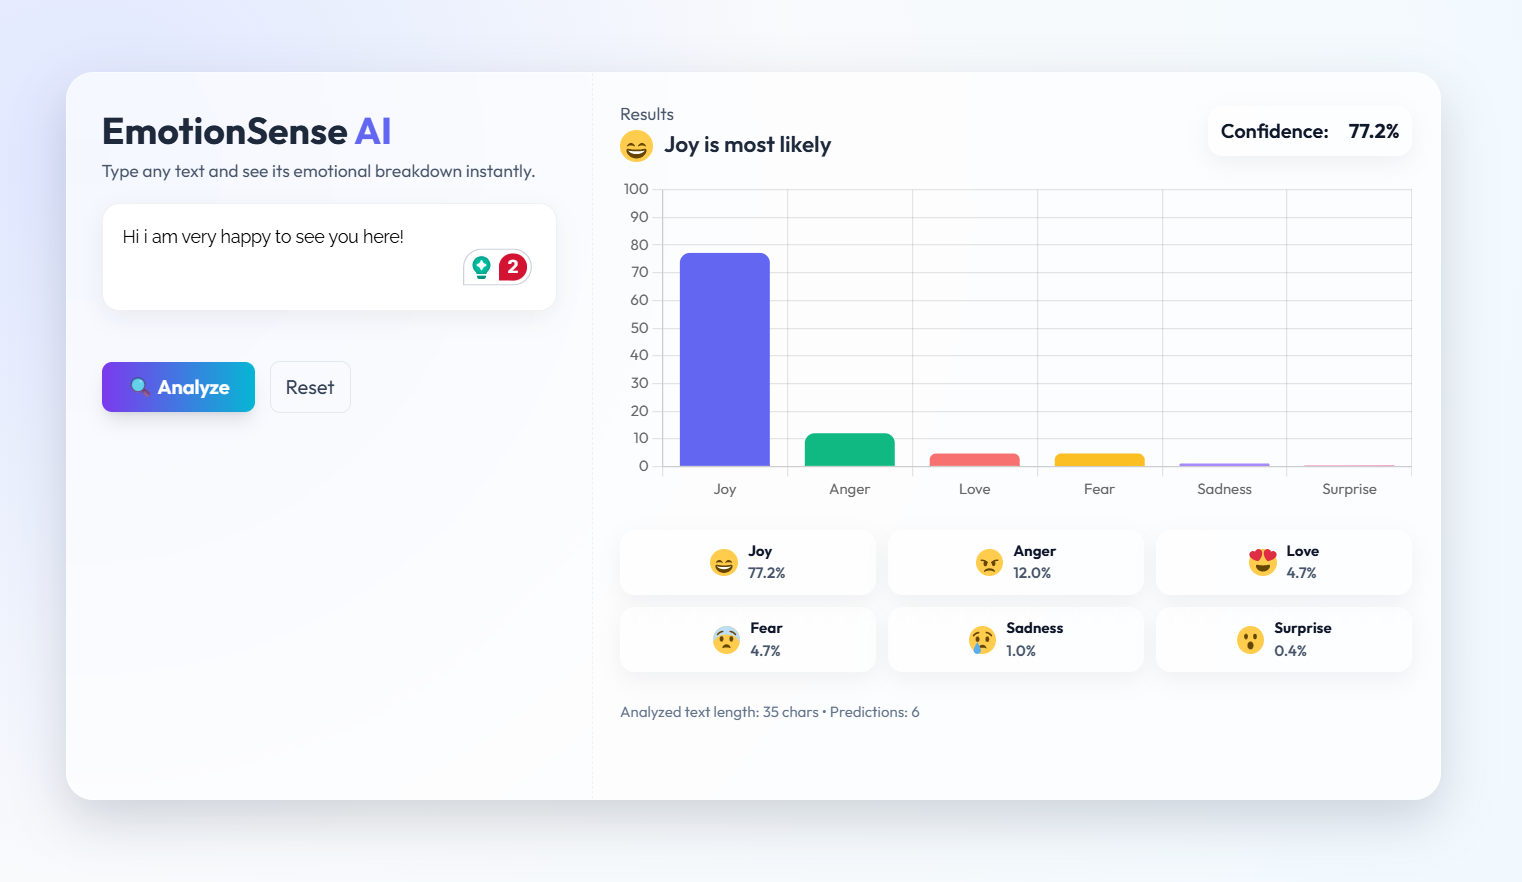 EmotionSense AI
Type any text and see its emotional breakdown instantly.
Hi i am very happy to see you here!
2
Analyze
Reset
Results
Joy is most likely
Confidence: 77.2%
100
90
80
70
60
50
40
30
20
10
0
Joy Anger Love Fear Sadness Surprise
Joy
77.2%
Anger
12.0%
Love
4.7%
Fear
4.7%
Sadness
1.0%
Surprise
0.4%
Analyzed text length: 35 chars • Predictions: 6